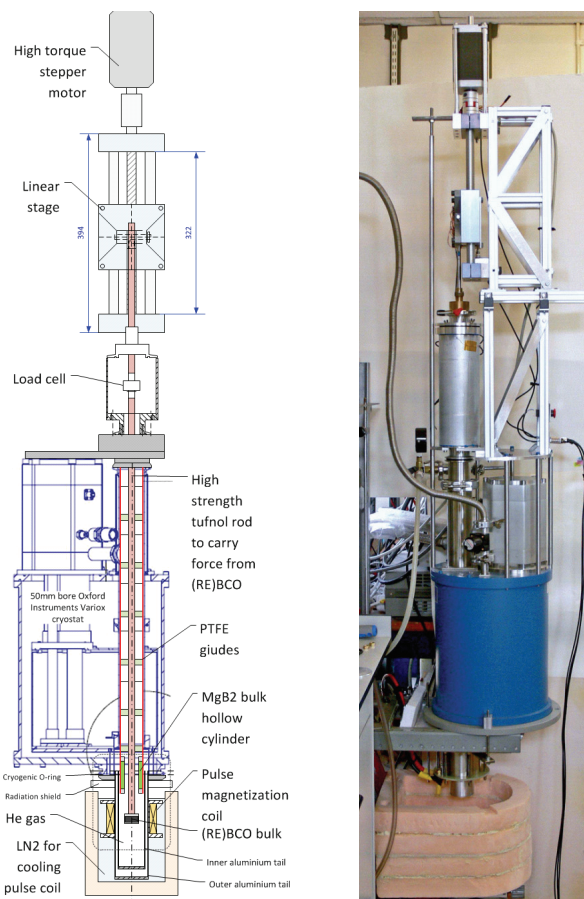 High torque
stepper
motor
Linear
stage
394
322
Load cell
High
strength
tufnol rod
to carry
force from
(RE)BCO
50mm bore Oxford
Instruments Variox
cryostat
PTFE
giudes
MgB2 bulk
hollow
cylinder
Cryogenic O-ring
Radiation shield
Pulse
magnetization
coil
He gas
(RE)BCO bulk
LN2 for
cooling
pulse coil
Inner aluminium tail
Outer aluminium tail